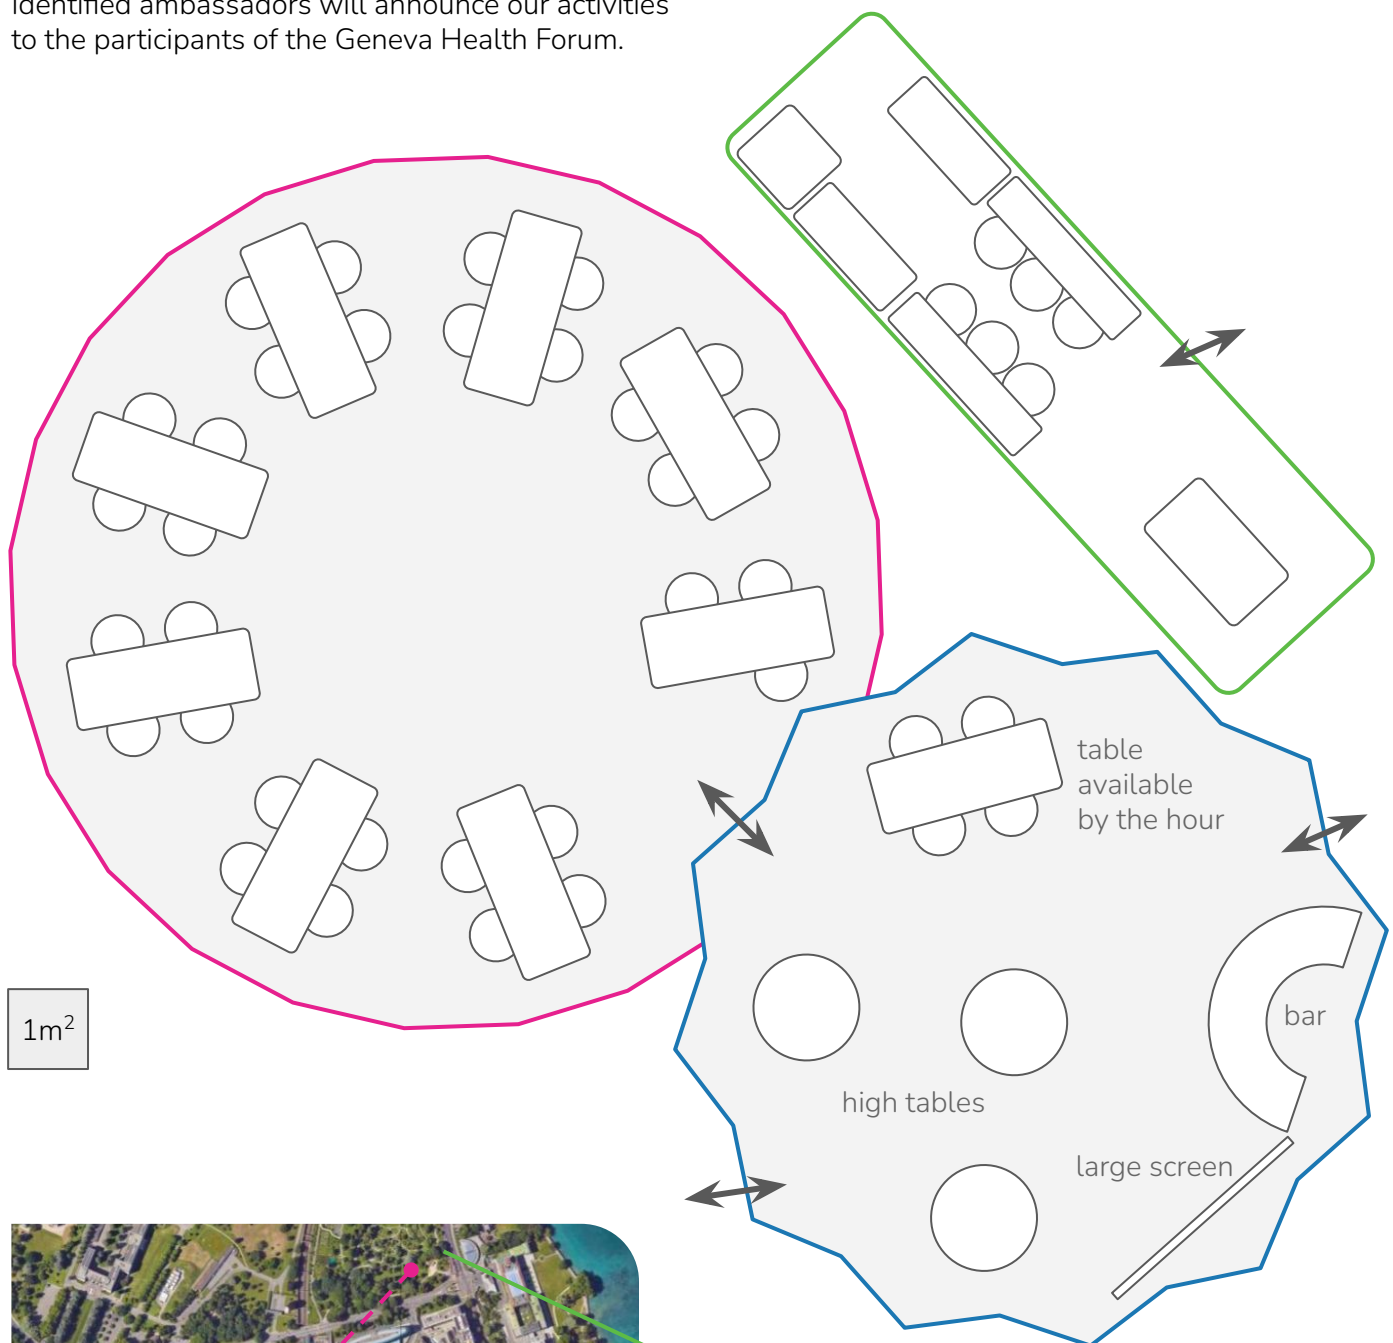 identified ambassadors will announce our activities
to the participants of the Geneva Health Forum.
table
available
by the hour
bar
1m²
high tables
large screen